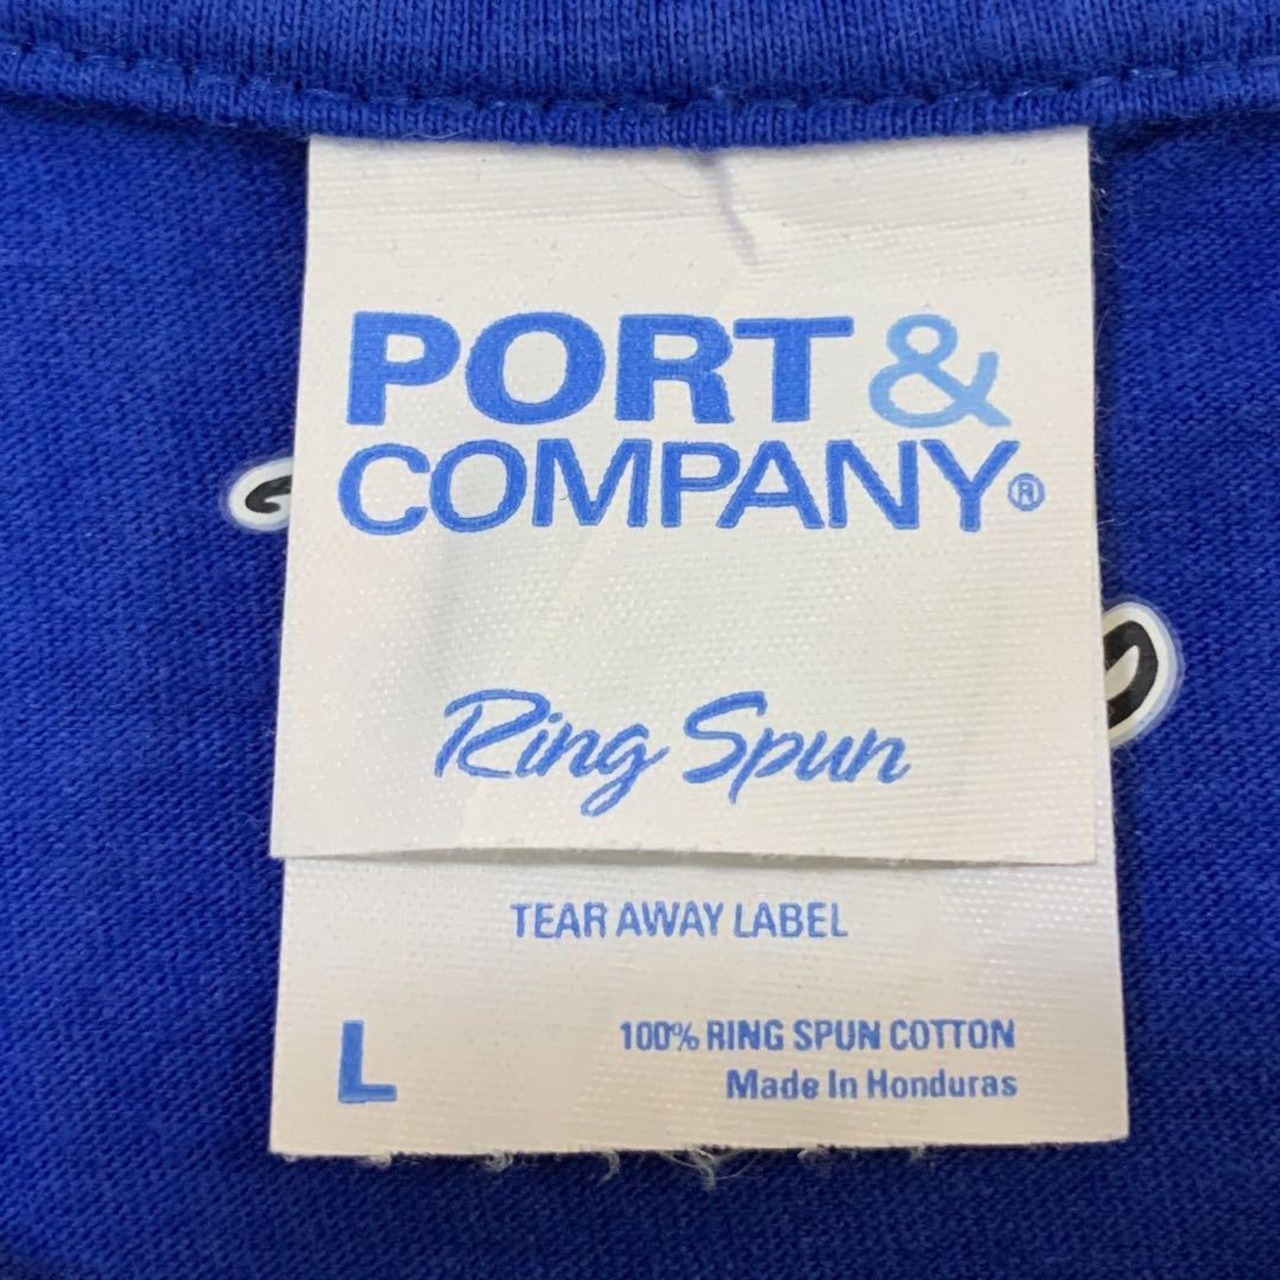 PORT &
COMPANY®
Ring Spun
TEAR AWAY LABEL
L
100% RING SPUN COTTON
Made In Honduras